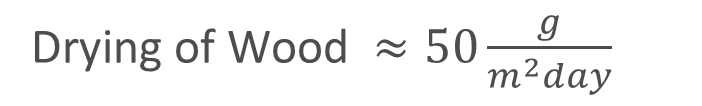 Drying of Wood ≈ 50 g/m²day